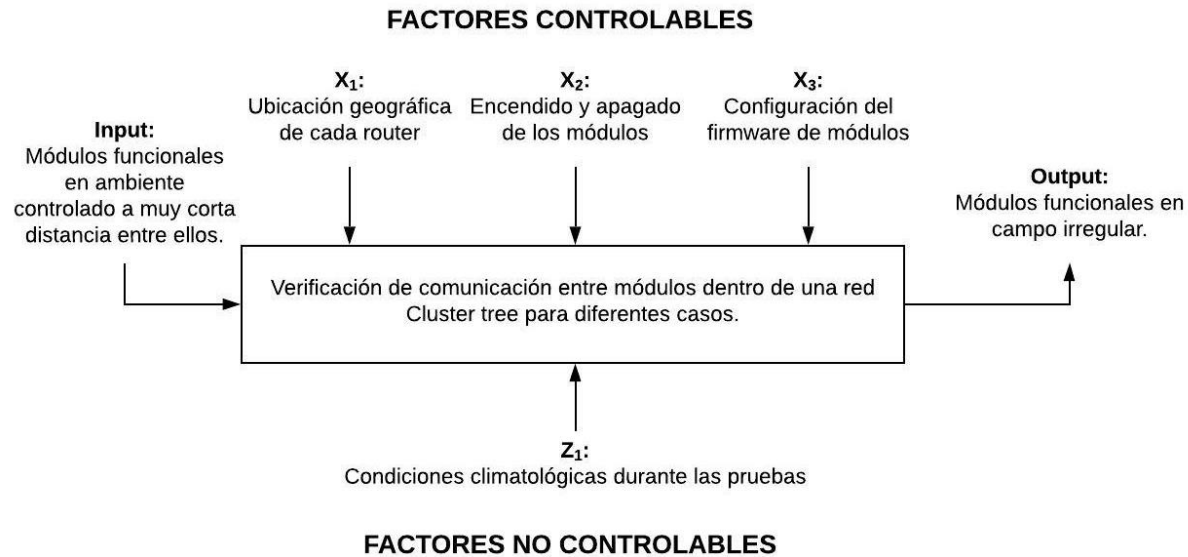 FACTORES CONTROLABLES
X₁:
Ubicación geográfica
de cada router
X₂:
Encendido y apagado
de los módulos
X₃:
Configuración del
firmware de módulos
Input:
Módulos funcionales
en ambiente
controlado a muy corta
distancia entre ellos.
Output:
Módulos funcionales en
campo irregular.
Verificación de comunicación entre módulos dentro de una red
Cluster tree para diferentes casos.
Z₁:
Condiciones climatológicas durante las pruebas
FACTORES NO CONTROLABLES